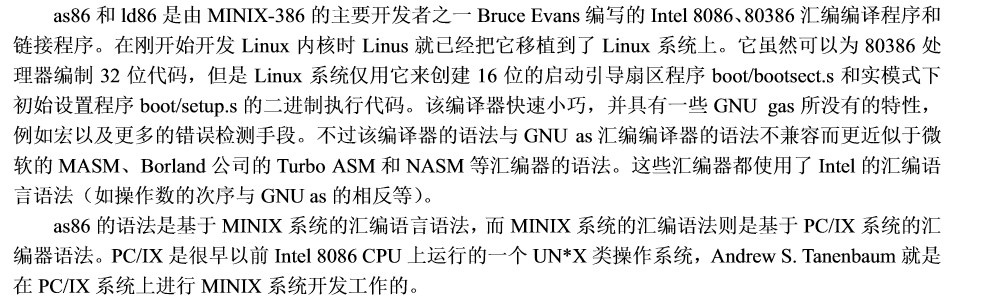 as86 和 ld86 是由 MINIX-386 的主要开发者之一 Bruce Evans 编写的 Intel 8086、80386 汇编编译程序和
链接程序。在刚开始开发 Linux 内核时 Linus 就已经把它移植到了 Linux 系统上。它虽然可以为 80386 处
理器编制 32 位代码，但是 Linux 系统仅用它来创建 16 位的启动引导扇区程序 boot/bootsect.s 和实模式下
初始设置程序 boot/setup.s 的二进制执行代码。该编译器快速小巧，并具有一些 GNU gas 所没有的特性，
例如宏以及更多的错误检测手段。不过该编译器的语法与 GNU as 汇编编译器的语法不兼容而更近似于微
软的 MASM、Borland 公司的 Turbo ASM 和 NASM 等汇编器的语法。这些汇编器都使用了 Intel 的汇编语
言语法（如操作数的次序与 GNU as 的相反等）。
as86 的语法是基于 MINIX 系统的汇编语言语法，而 MINIX 系统的汇编语法则是基于 PC/IX 系统的汇
编器语法。PC/IX 是很早以前 Intel 8086 CPU 上运行的一个 UN*X 类操作系统，Andrew S. Tanenbaum 就是
在 PC/IX 系统上进行 MINIX 系统开发工作的。